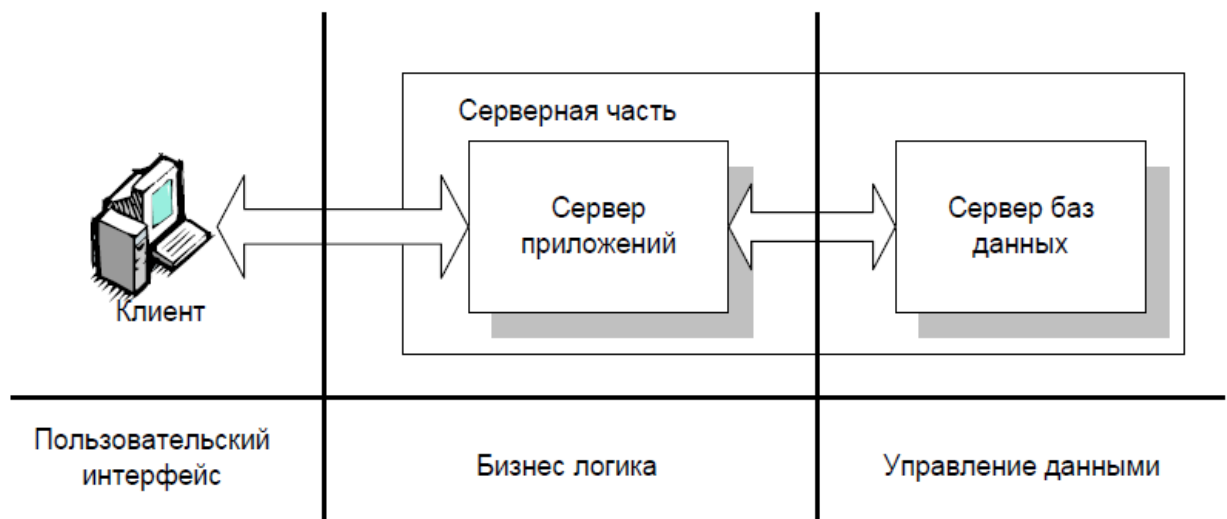 Серверная часть
Сервер
приложений
Сервер баз
данных
Клиент
Пользовательский
интерфейс
Бизнес логика
Управление данными